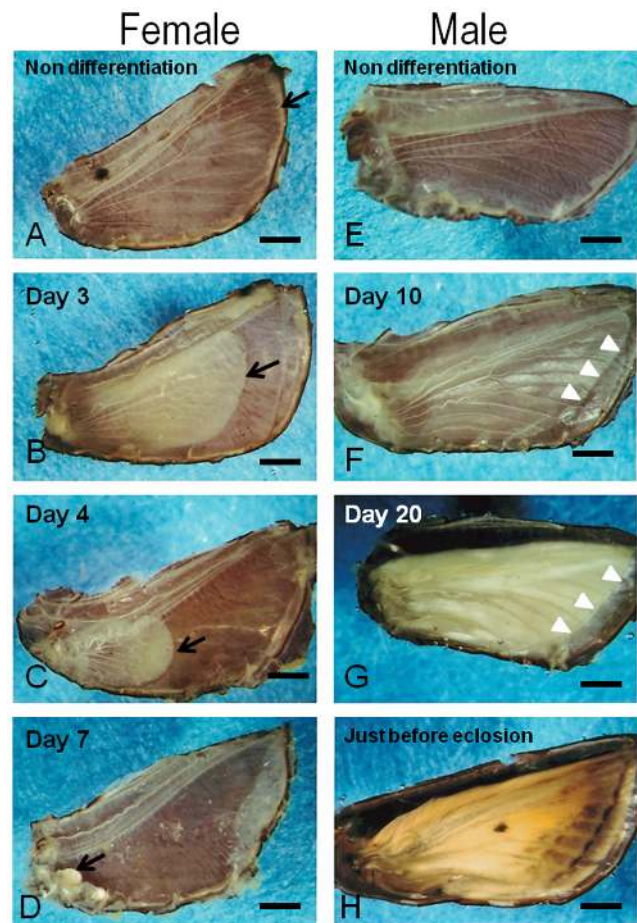 Female
Male
Non differentiation
A
Non differentiation
E
Day 3
B
Day 10
F
Day 4
C
Day 20
G
Day 7
D
Just before eclosion
H